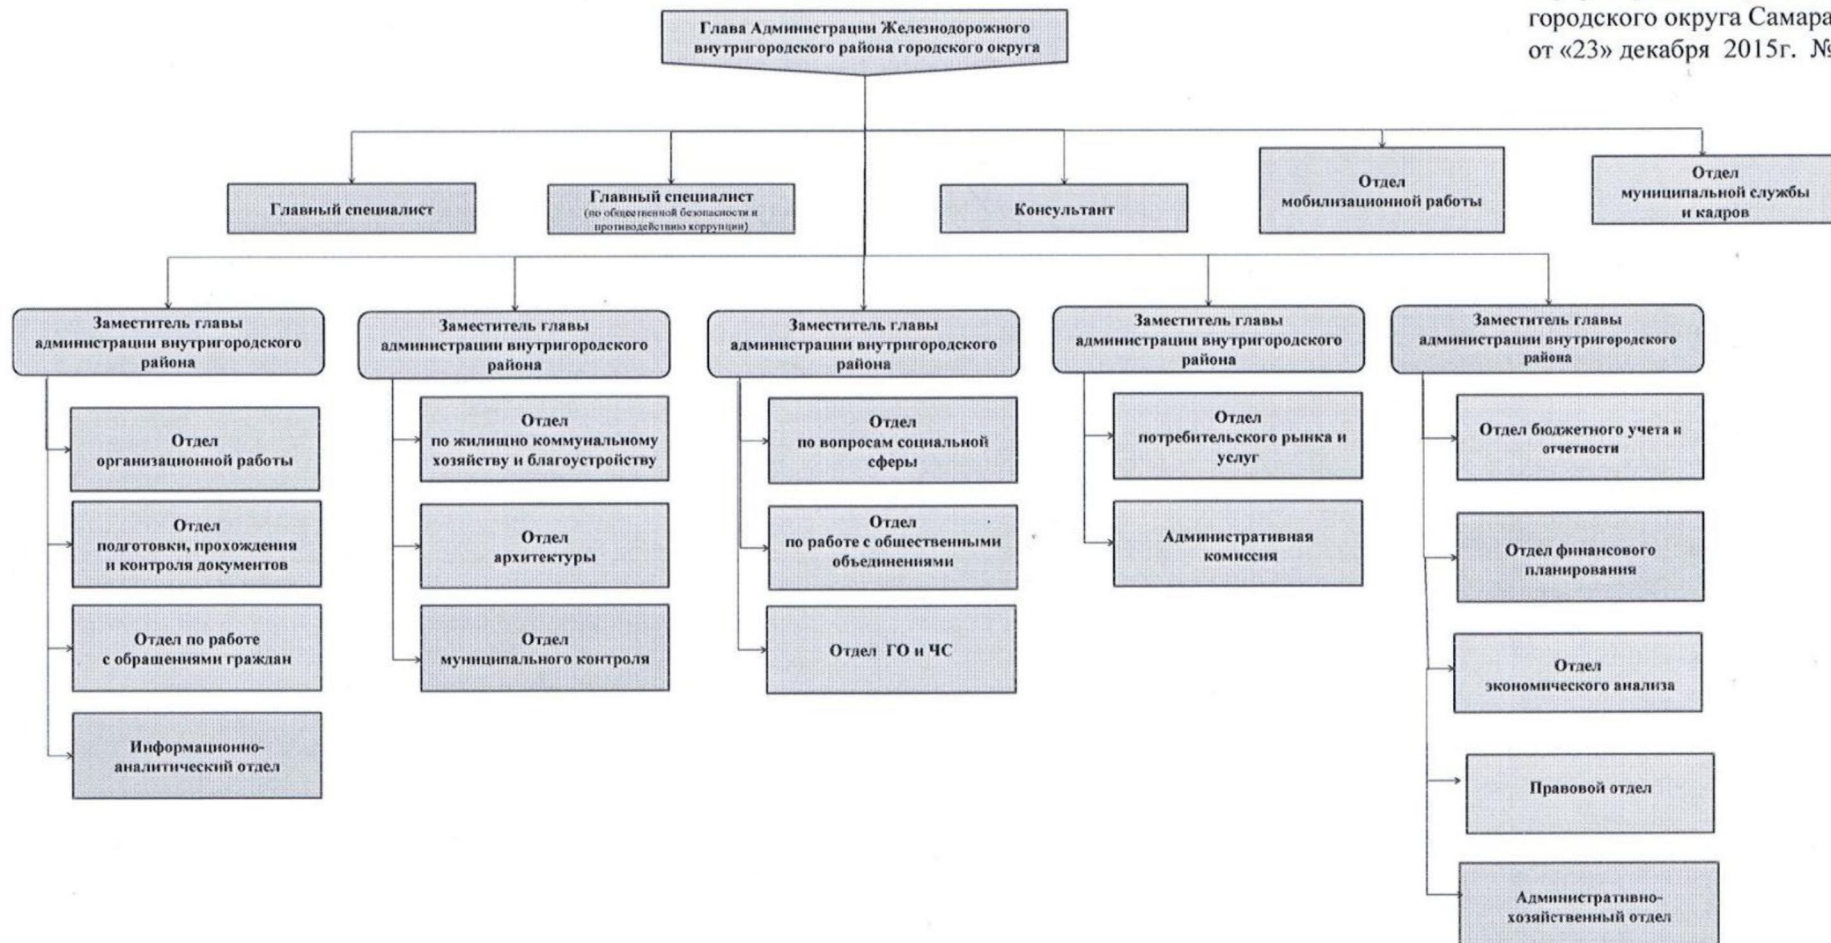 городского округа Самара
от «23» декабря 2015г. №
Глава Администрации Железнодорожного
внутригородского района городского округа
Главный специалист
Главный специалист
(по общественной безопасности и
противодействию коррупции)
Консультант
Отдел
мобилизационной работы
Отдел
муниципальной службы
и кадров
Заместитель главы
администрации внутригородского
района
Заместитель главы
администрации внутригородского
района
Заместитель главы
администрации внутригородского
района
Заместитель главы
администрации внутригородского
района
Заместитель главы
администрации внутригородского
района
Отдел
организационной работы
Отдел
подготовки, прохождения
и контроля документов
Отдел по работе
с обращениями граждан
Информационно-
аналитический отдел
Отдел
по жилищно коммунальному
хозяйству и благоустройству
Отдел
архитектуры
Отдел
муниципального контроля
Отдел
по вопросам социальной
сферы
Отдел
по работе с общественными
объединениями
Отдел ГО и ЧС
Отдел
потребительского рынка и
услуг
Административная
комиссия
Отдел бюджетного учета и
отчетности
Отдел финансового
планирования
Отдел
экономического анализа
Правовой отдел
Административно-
хозяйственный отдел